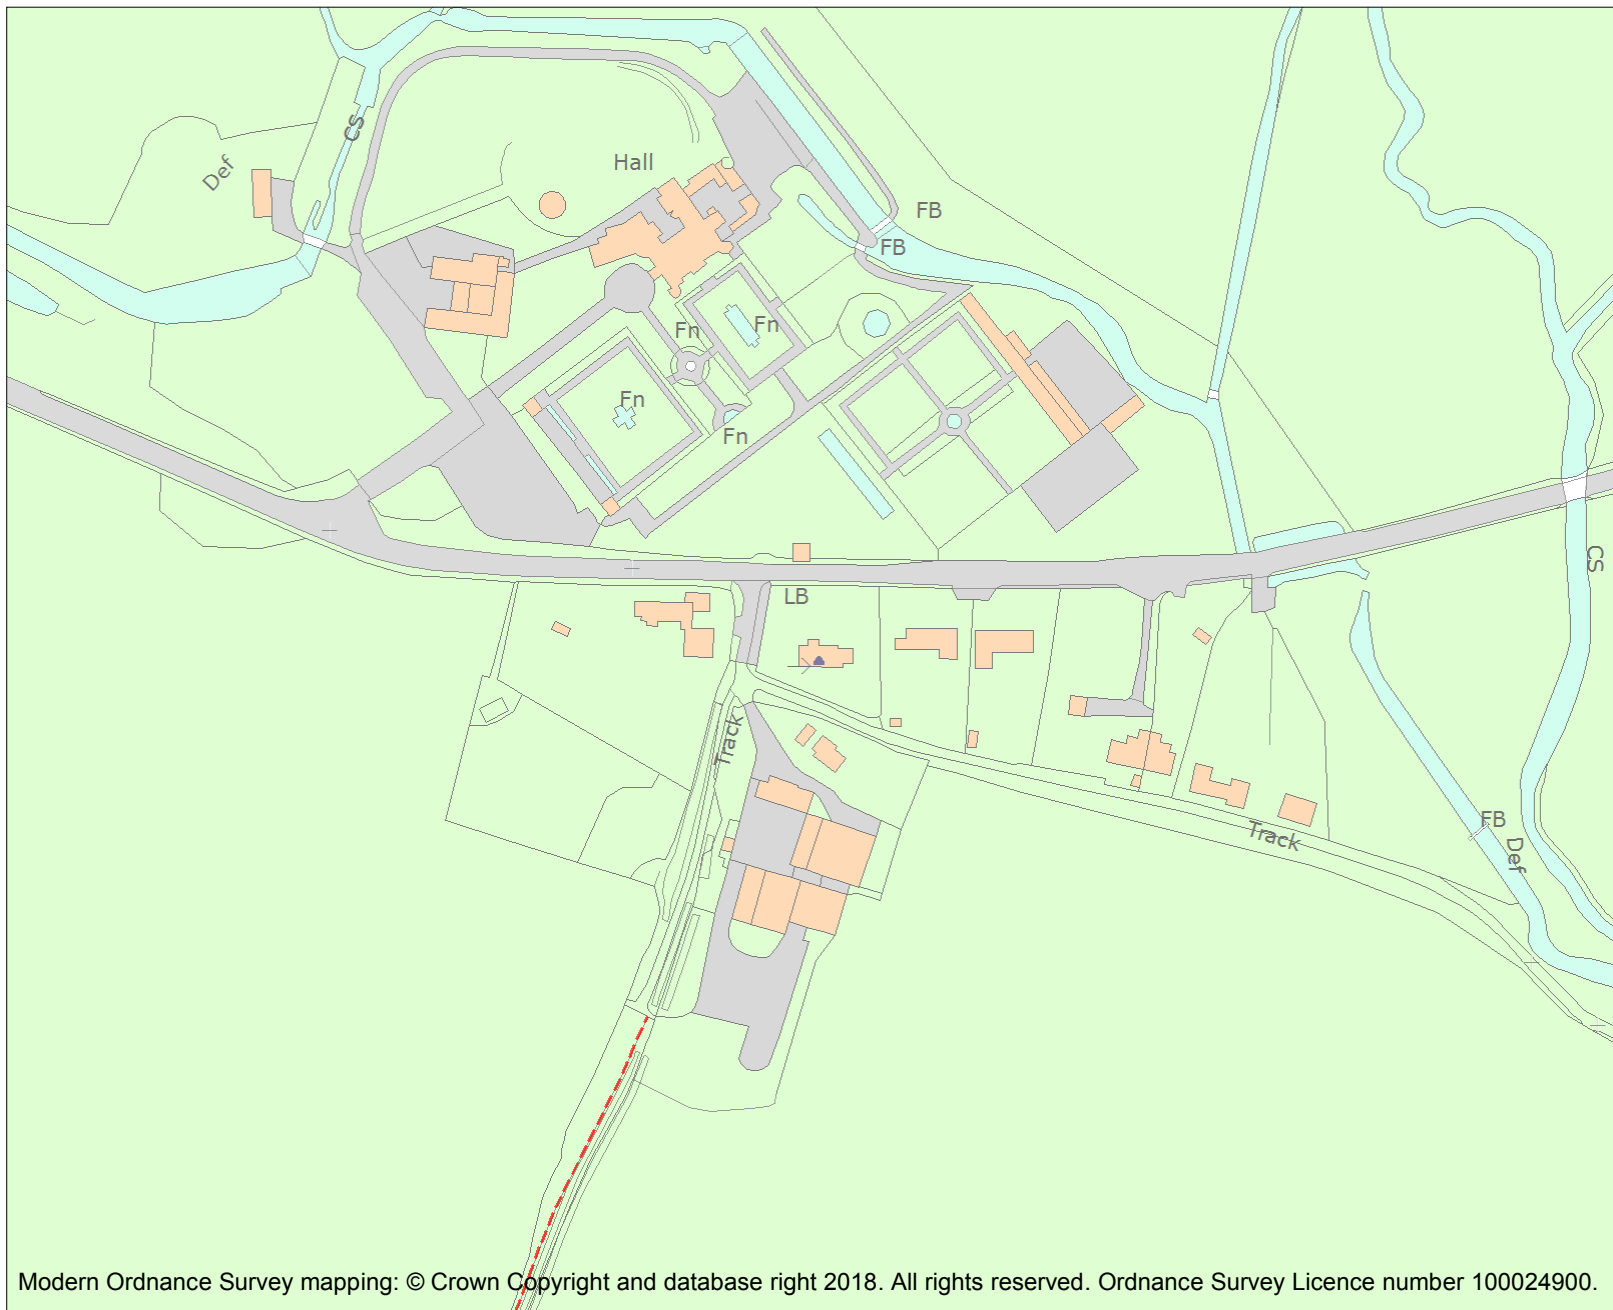 CS
Def
Hall
FB
FB
Fn
Fn
Fn
Fn
CS
LB
Track
FB
Track
Def
Modern Ordnance Survey mapping: © Crown Copyright and database right 2018. All rights reserved. Ordnance Survey Licence number 100024900.